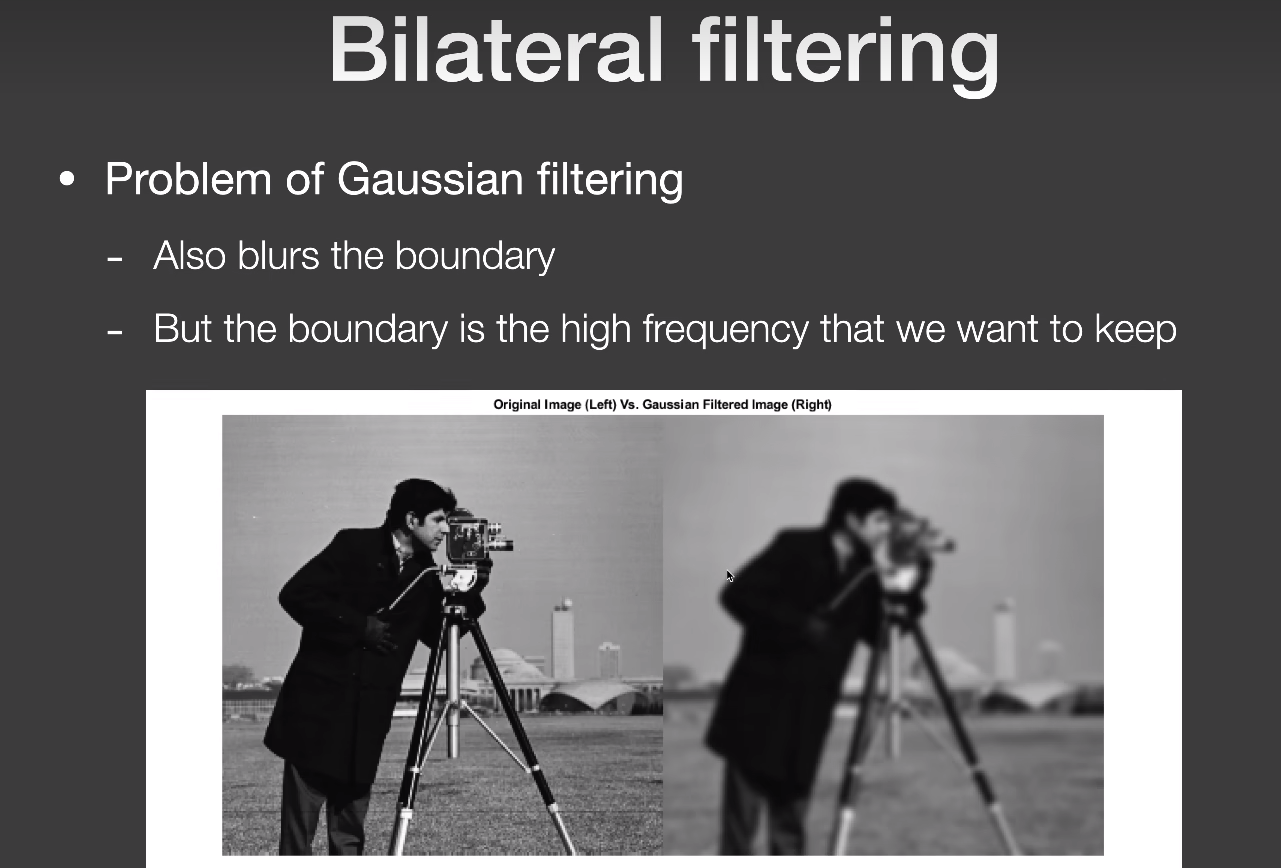 Bilateral filtering
• Problem of Gaussian filtering
- Also blurs the boundary
- But the boundary is the high frequency that we want to keep
Original Image (Left) Vs. Gaussian Filtered Image (Right)